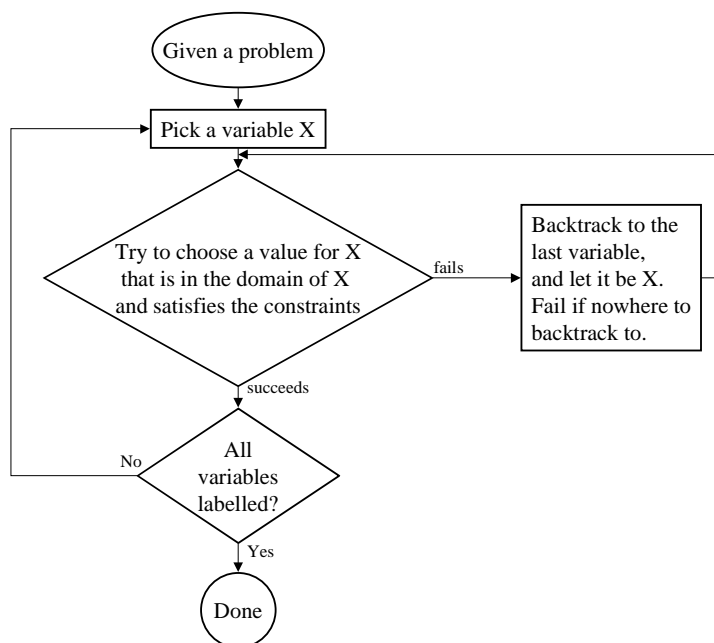 Given a problem
Pick a variable X
Try to choose a value for X
that is in the domain of X
and satisfies the constraints
fails
Backtrack to the
last variable,
and let it be X.
Fail if nowhere to
backtrack to.
succeeds
All
variables
labelled?
No
Yes
Done